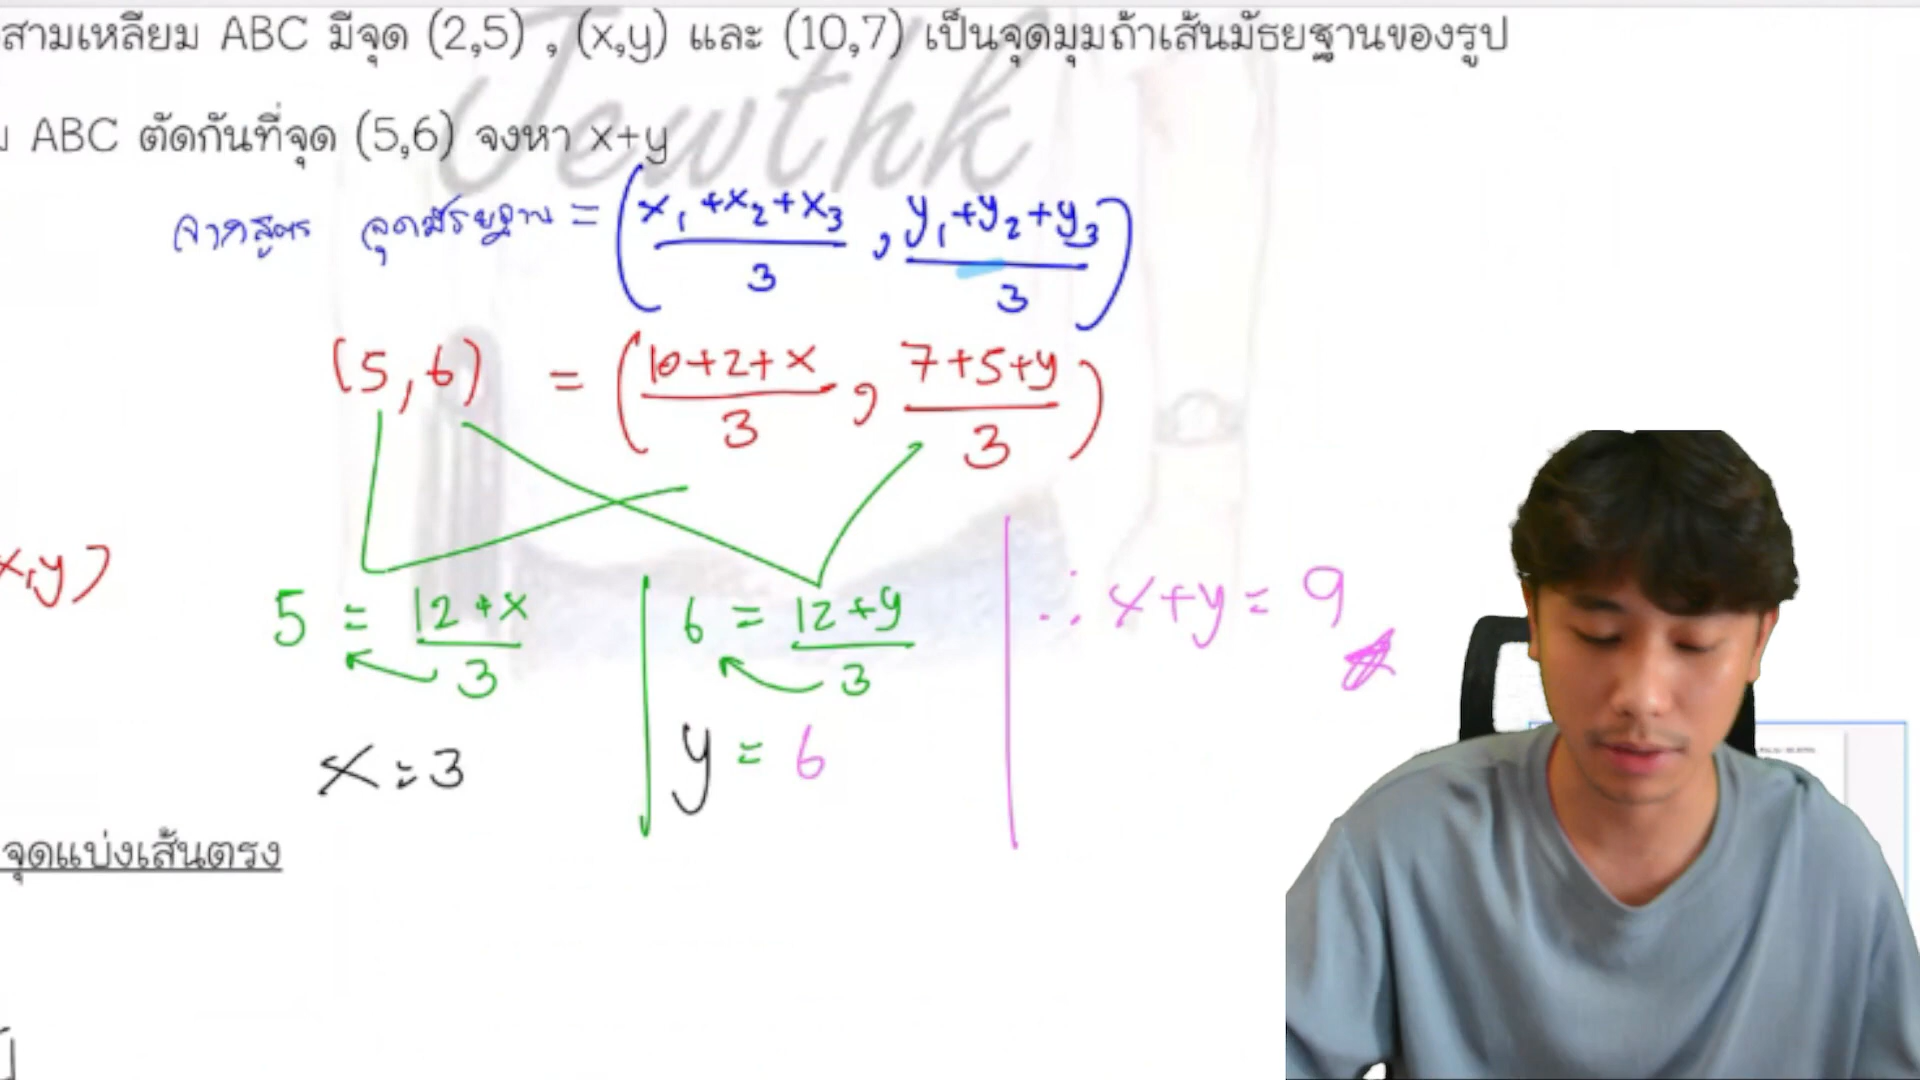 สามเหลี่ยม ABC มีจุด (2,5) , (x,y) และ (10,7) เป็นจุดมุมถ้าเส้นมัธยฐานของรูป
ABC ตัดกันที่จุด (5,6) จงหา x+y
Jewthk
จากสูตร จุดมัธยฐาน = ( x₁+x₂+x₃ / 3 , y₁+y₂+y₃ / 3 )
(5,6) = ( 10+2+x / 3 , 7+5+y / 3 )
x,y)
5 = 12+x / 3
6 = 12+y / 3
∴ x+y = 9
x = 3
y = 6
จุดแบ่งเส้นตรง